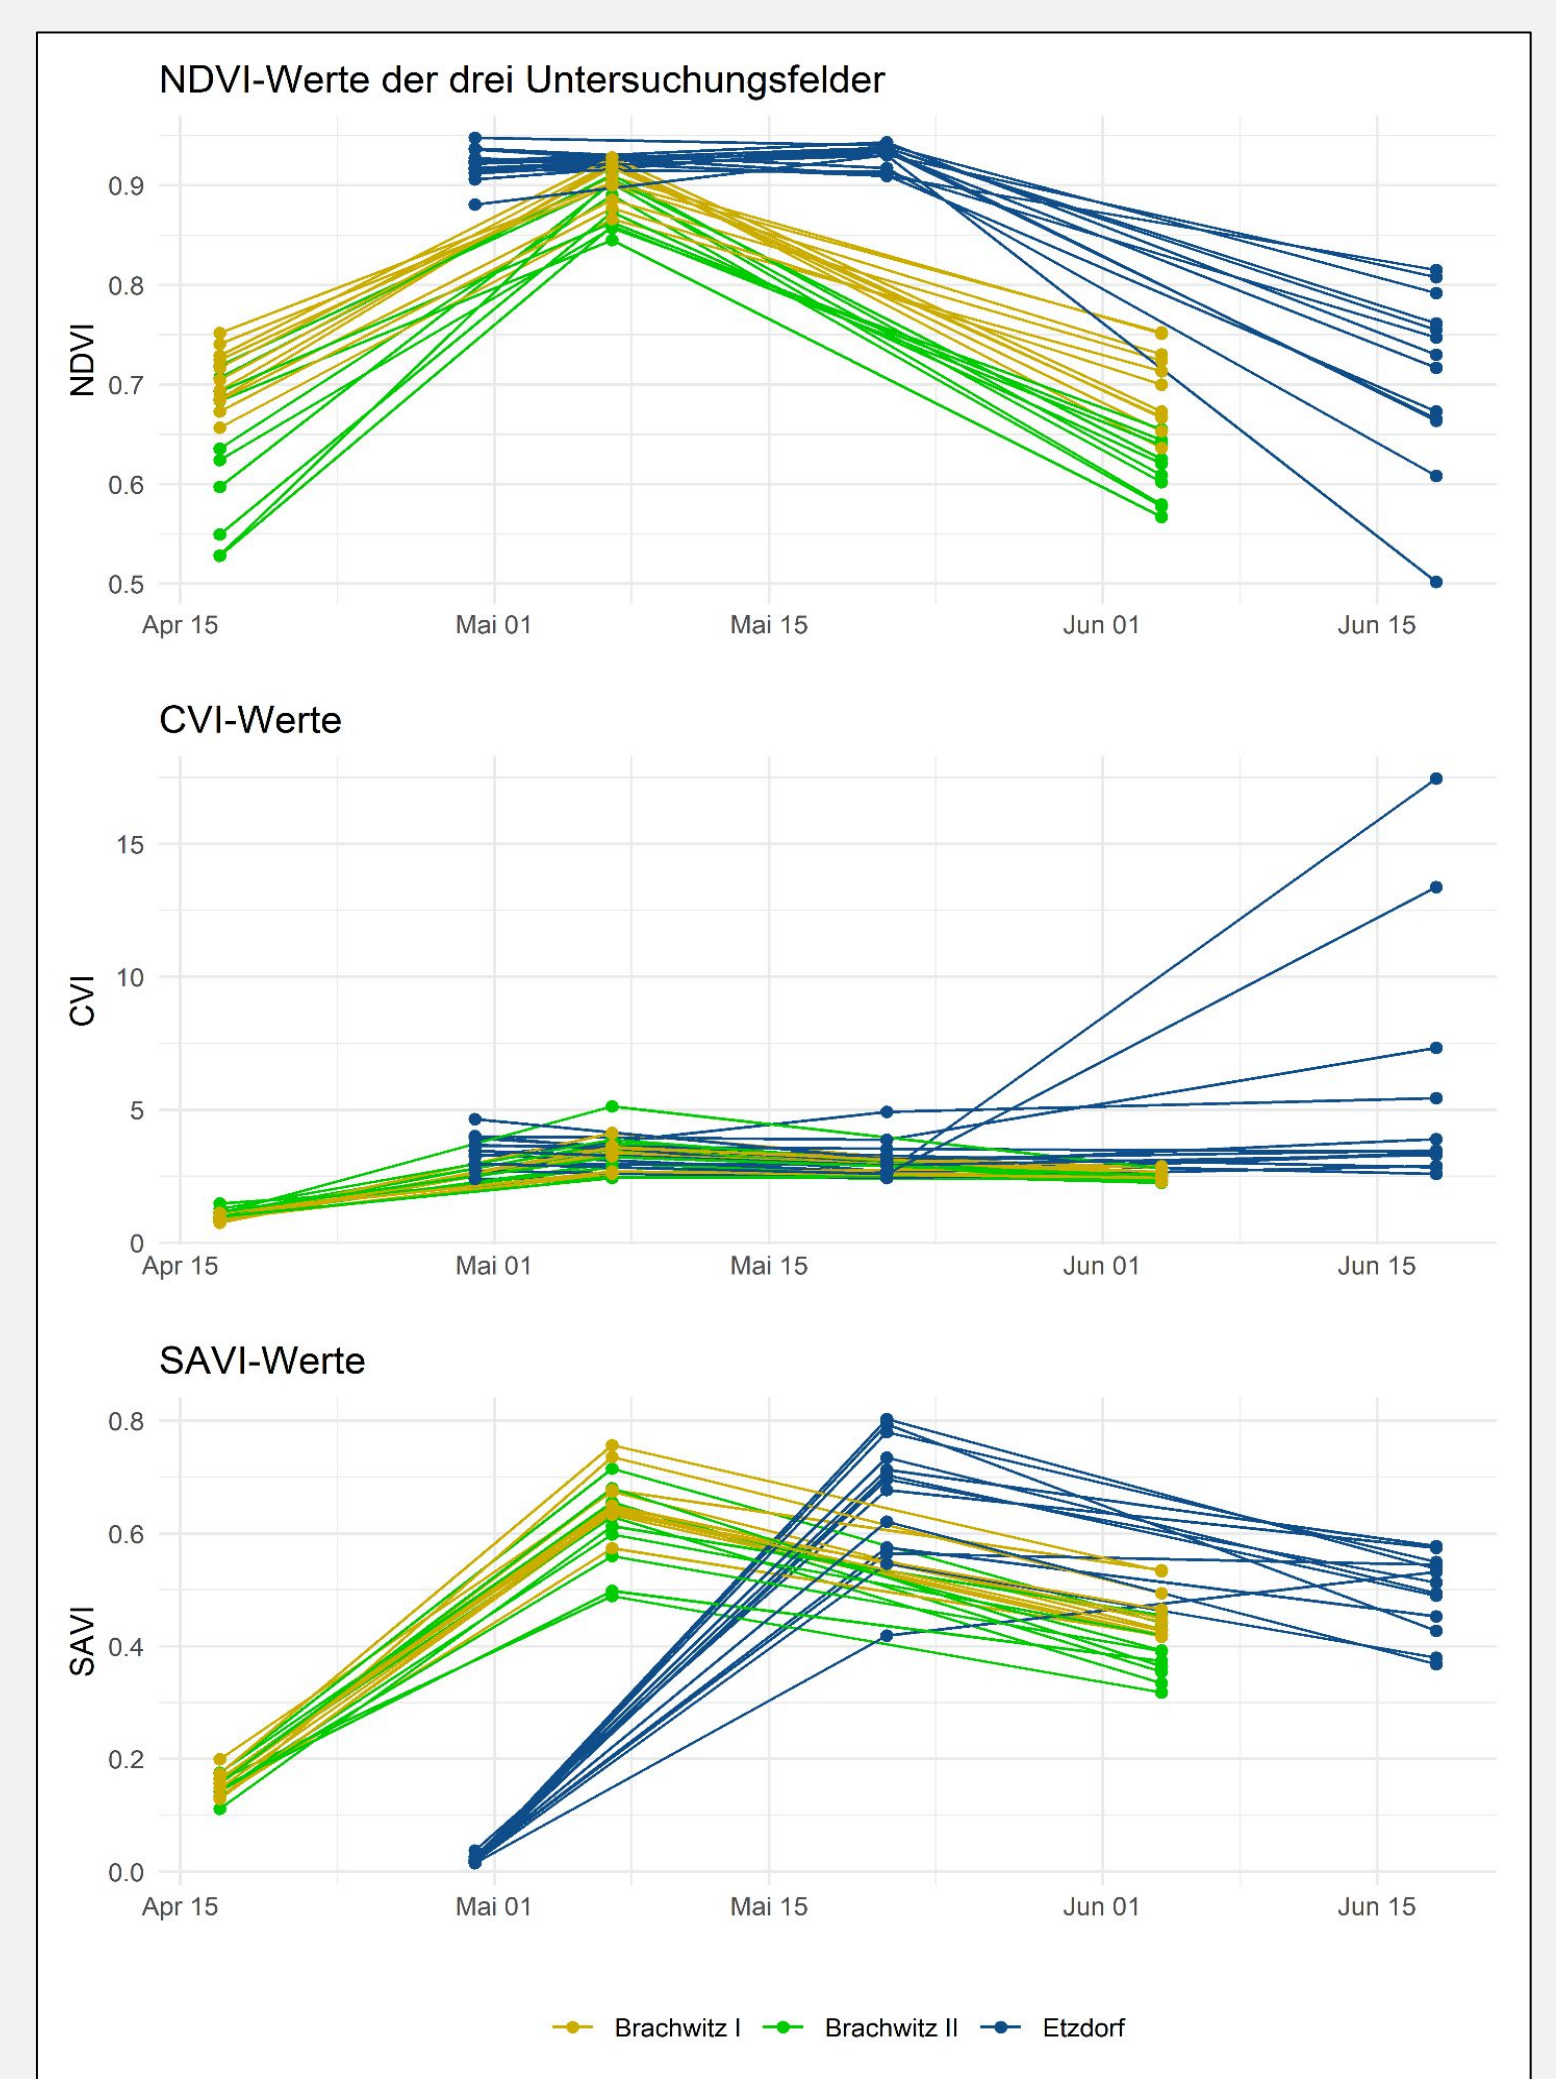 NDVI-Werte der drei Untersuchungsfelder
NDVI
0.9
0.8
0.7
0.6
0.5
Apr 15 Mai 01 Mai 15 Jun 01 Jun 15
CVI-Werte
CVI
15
10
5
0
Apr 15 Mai 01 Mai 15 Jun 01 Jun 15
SAVI-Werte
SAVI
0.8
0.6
0.4
0.2
0.0
Apr 15 Mai 01 Mai 15 Jun 01 Jun 15
Brachwitz I Brachwitz II Etzdorf